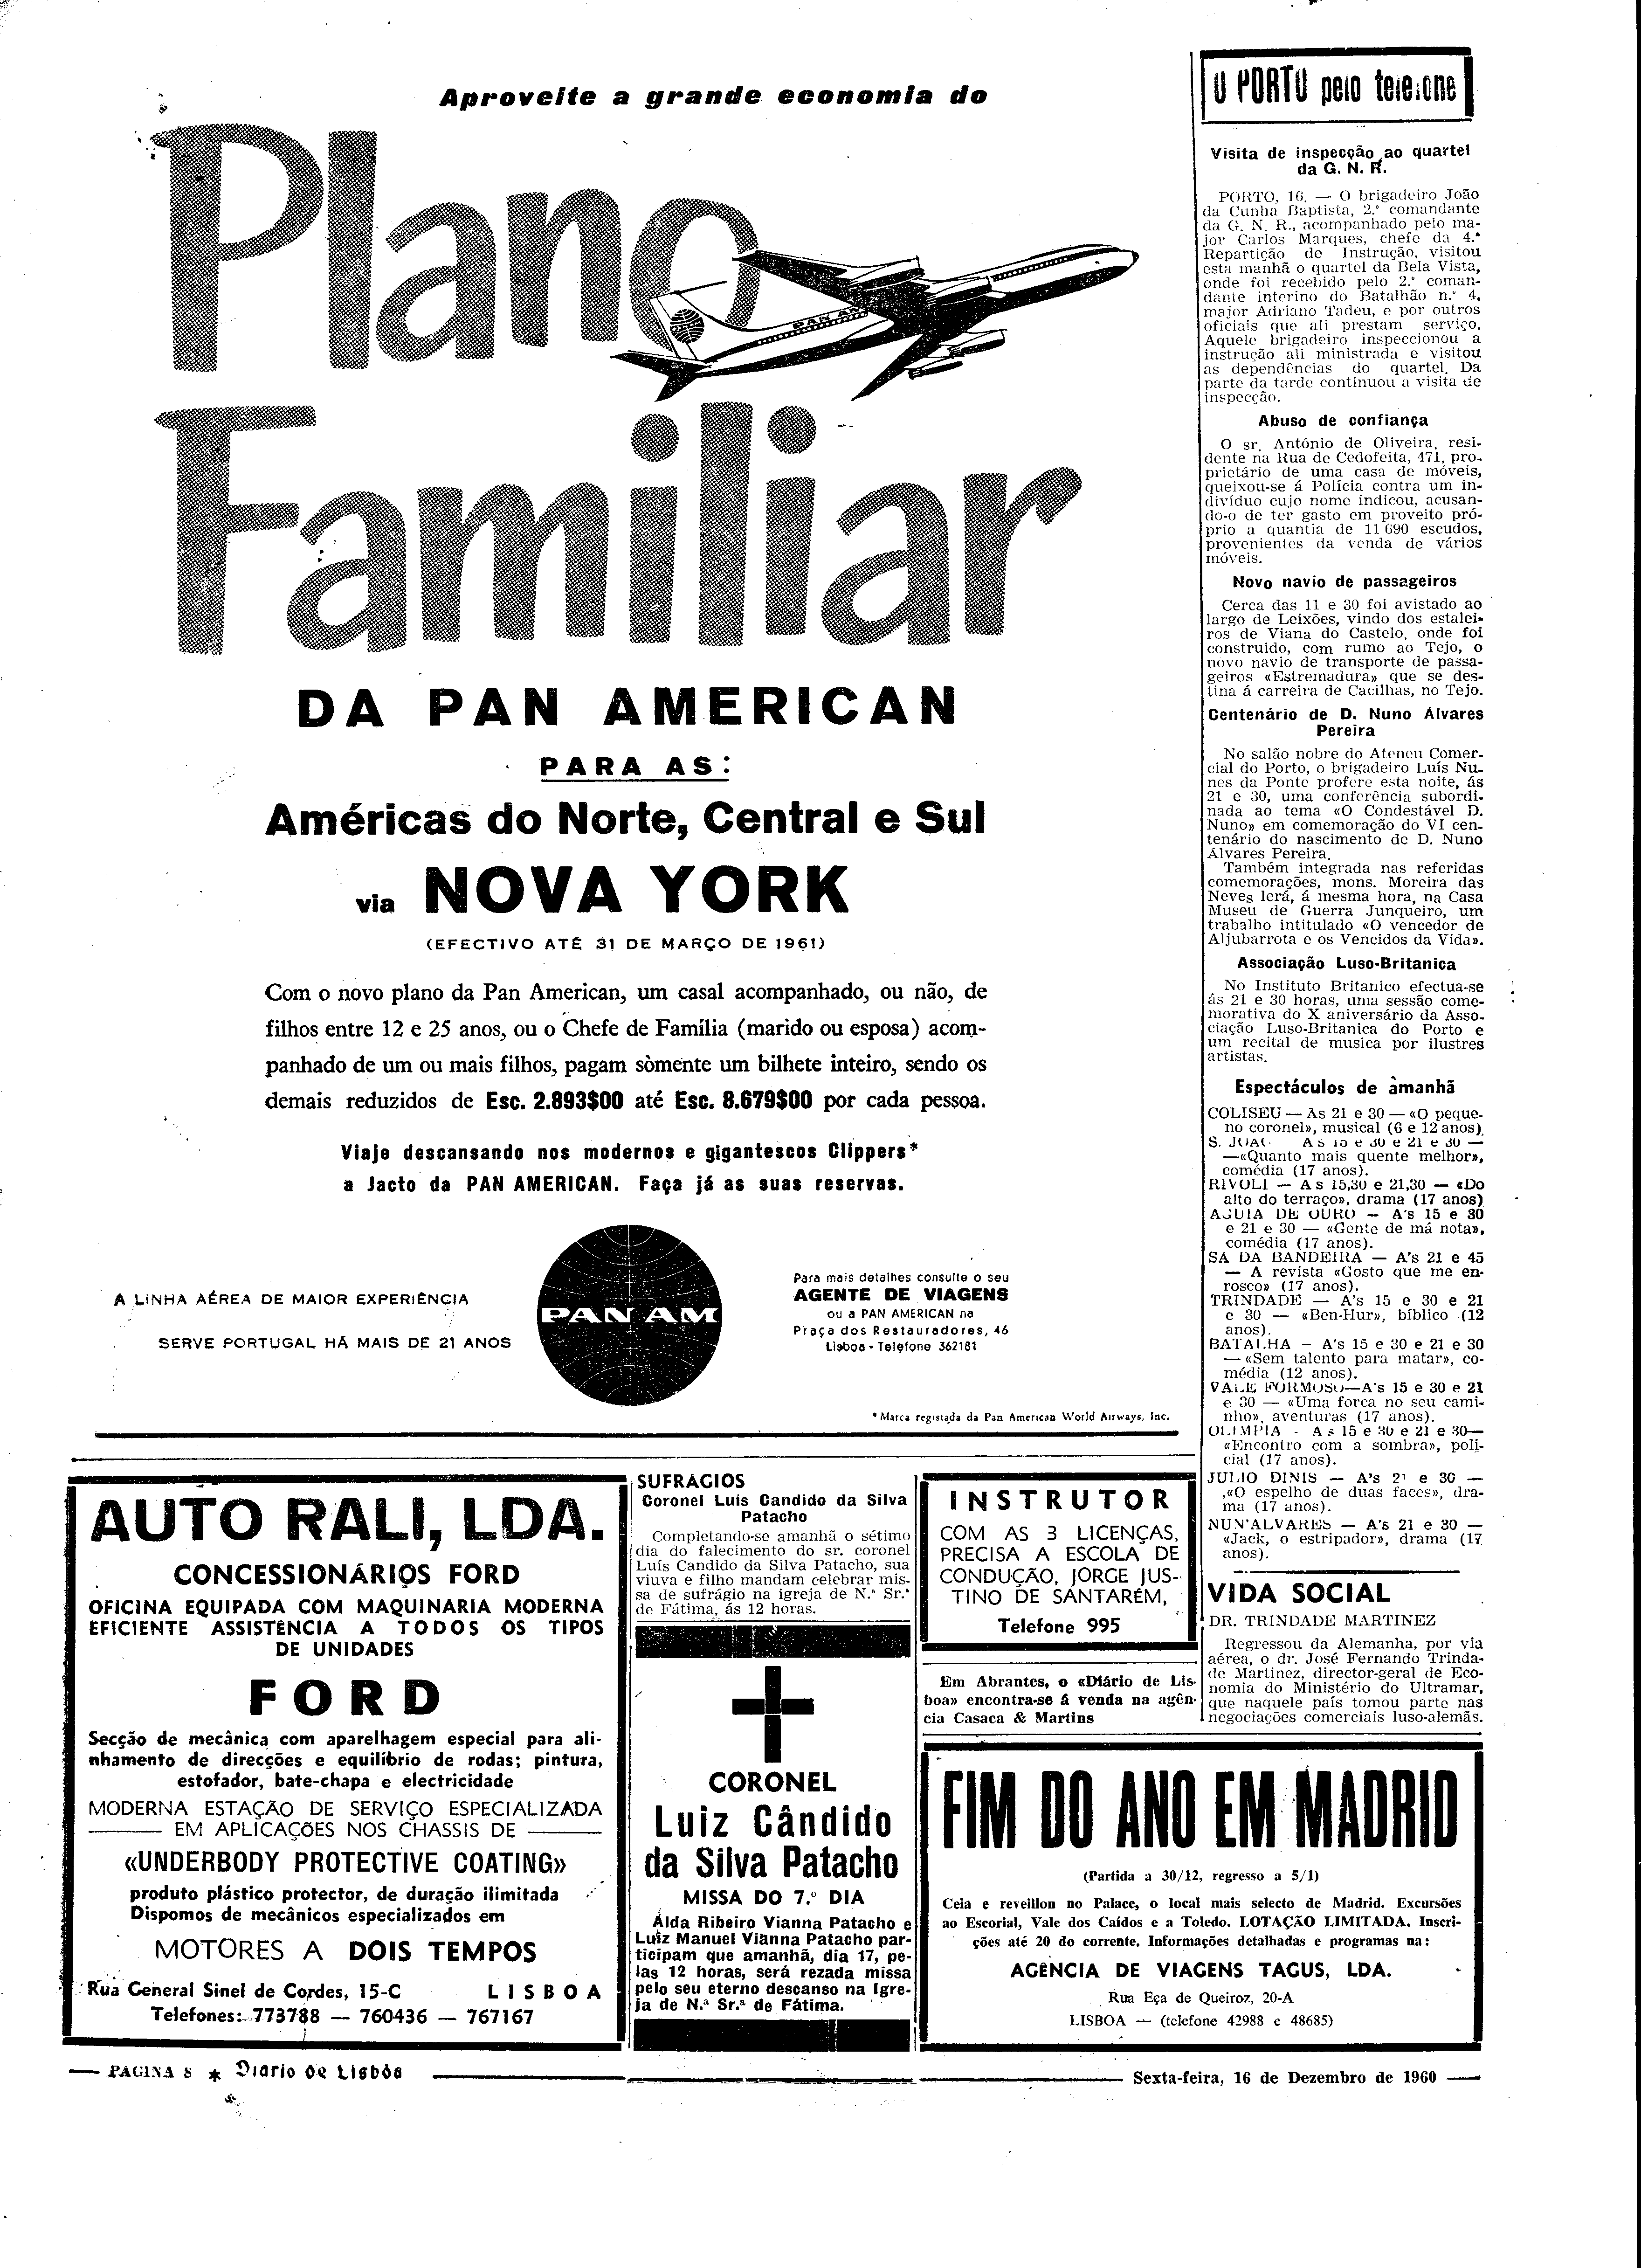 Aproveite a grande economia do
Plano
PAN AM
Familiar
DA PAN AMERICAN
PARA AS:
Américas do Norte, Central e Sul
via NOVA YORK
(EFECTIVO ATÉ 31 DE MARÇO DE 1961)
Com o novo plano da Pan American, um casal acompanhado, ou não, de
filhos entre 12 e 25 anos, ou o Chefe de Família (marido ou esposa) acom-
panhado de um ou mais filhos, pagam sòmente um bilhete inteiro, sendo os
demais reduzidos de Esc. 2.893$00 até Esc. 8.679$00 por cada pessoa.
Viaje descansando nos modernos e gigantescos Clippers*
a Jacto da PAN AMERICAN. Faça já as suas reservas.
A LINHA AÉREA DE MAIOR EXPERIÊNCIA
SERVE PORTUGAL HÁ MAIS DE 21 ANOS
PAN AM
Para mais detalhes consulte o seu
AGENTE DE VIAGENS
ou a PAN AMERICAN na
Praça dos Restauradores, 46
Lisboa - Telefone 362181
* Marca registada da Pan American World Airways, Inc.
O PORTO pelo telefone
Visita de inspecção ao quartel
da G. N. R.
PORTO, 16. — O brigadeiro João
da Cunha Baptista, 2.º comandante
da G. N. R., acompanhado pelo ma-
jor Carlos Marques, chefe da 4.ª
Repartição de Instrução, visitou
esta manhã o quartel da Bela Vista,
onde foi recebido pelo 2.º coman-
dante interino do Batalhão n.º 4,
major Adriano Tadeu, e por outros
oficiais que ali prestam serviço.
Aquele brigadeiro inspeccionou a
instrução ali ministrada e visitou
as dependências do quartel. Da
parte da tarde continuou a visita de
inspecção.
Abuso de confiança
O sr. António de Oliveira, resi-
dente na Rua de Cedofeita, 471, pro-
prietário de uma casa de móveis,
queixou-se á Polícia contra um in-
divíduo cujo nome indicou, acusan-
do-o de ter gasto em proveito pró-
prio a quantia de 11 690 escudos,
provenientes da venda de vários
móveis.
Novo navio de passageiros
Cerca das 11 e 30 foi avistado ao
largo de Leixões, vindo dos estalei-
ros de Viana do Castelo, onde foi
construido, com rumo ao Tejo, o
novo navio de transporte de passa-
geiros «Estremadura» que se des-
tina á carreira de Cacilhas, no Tejo.
Centenário de D. Nuno Álvares
Pereira
No salão nobre do Ateneu Comer-
cial do Porto, o brigadeiro Luís Nu-
nes da Ponte profere esta noite, ás
21 e 30, uma conferência subordi-
nada ao tema «O Condestável D.
Nuno» em comemoração do VI cen-
tenário do nascimento de D. Nuno
Álvares Pereira.
Também integrada nas referidas
comemorações, mons. Moreira das
Neves lerá, á mesma hora, na Casa
Museu de Guerra Junqueiro, um
trabalho intitulado «O vencedor de
Aljubarrota e os Vencidos da Vida».
Associação Luso-Britanica
No Instituto Britanico efectua-se
ás 21 e 30 horas, uma sessão come-
morativa do X aniversário da Asso-
ciação Luso-Britanica do Porto e
um recital de musica por ilustres
artistas.
Espectáculos de àmanhã
COLISEU — As 21 e 30 — «O peque-
no coronel», musical (6 e 12 anos).
S. JOAO As 15 e 30 e 21 e 30 —
—«Quanto mais quente melhor»,
comédia (17 anos).
RIVOLI — As 15,30 e 21,30 — «Do
alto do terraço», drama (17 anos)
AGUIA DE OURO — A's 15 e 30
e 21 e 30 — «Gente de má nota»,
comédia (17 anos).
SÁ DA BANDEIRA — A's 21 e 45
— A revista «Gosto que me en-
rosco» (17 anos).
TRINDADE — A's 15 e 30 e 21
e 30 — «Ben-Hur», bíblico (12
anos).
BATALHA — A's 15 e 30 e 21 e 30
— «Sem talento para matar», co-
média (12 anos).
VALE FORMOSO—A's 15 e 30 e 21
e 30 — «Uma forca no seu cami-
nho», aventuras (17 anos).
OLIMPIA - As 15 e 30 e 21 e 30—
«Encontro com a sombra», poli-
cial (17 anos).
JULIO DINIS — A's 21 e 30 —
«O espelho de duas faces», dra-
ma (17 anos).
NUN'ALVARES — A's 21 e 30 —
«Jack, o estripador», drama (17
anos).
VIDA SOCIAL
DR. TRINDADE MARTINEZ
Regressou da Alemanha, por via
aérea, o dr. José Fernando Trinda-
de Martinez, director-geral de Eco-
nomia do Ministério do Ultramar,
que naquele país tomou parte nas
negociações comerciais luso-alemãs.
AUTO RALI, LDA.
CONCESSIONÁRIOS FORD
OFICINA EQUIPADA COM MAQUINARIA MODERNA
EFICIENTE ASSISTÊNCIA A TODOS OS TIPOS
DE UNIDADES
FORD
Secção de mecânica com aparelhagem especial para ali-
nhamento de direcções e equilíbrio de rodas; pintura,
estofador, bate-chapa e electricidade
MODERNA ESTAÇÃO DE SERVIÇO ESPECIALIZADA
EM APLICAÇÕES NOS CHASSIS DE
«UNDERBODY PROTECTIVE COATING»
produto plástico protector, de duração ilimitada
Dispomos de mecânicos especializados em
MOTORES A DOIS TEMPOS
Rua General Sinel de Cordes, 15-C LISBOA
Telefones: 773788 — 760436 — 767167
SUFRÁGIOS
Coronel Luís Candido da Silva
Patacho
Completando-se amanhã o sétimo
dia do falecimento do sr. coronel
Luís Candido da Silva Patacho, sua
viuva e filho mandam celebrar mis-
sa de sufrágio na igreja de N.ª Sr.ª
de Fátima, ás 12 horas.
CORONEL
Luiz Cândido
da Silva Patacho
MISSA DO 7.º DIA
Alda Ribeiro Vianna Patacho e
Luiz Manuel Vianna Patacho par-
ticipam que amanhã, dia 17, pe-
las 12 horas, será rezada missa
pelo seu eterno descanso na Igre-
ja de N.ª Sr.ª de Fátima.
INSTRUTOR
COM AS 3 LICENÇAS,
PRECISA A ESCOLA DE
CONDUÇÃO, JORGE JUS-
TINO DE SANTARÉM,
Telefone 995
Em Abrantes, o «Diário de Lis-
boa» encontra-se á venda na agên-
cia Casaca & Martins
FIM DO ANO EM MADRID
(Partida a 30/12, regresso a 5/1)
Ceia e reveillon no Palace, o local mais selecto de Madrid. Excursões
ao Escorial, Vale dos Caídos e a Toledo. LOTAÇÃO LIMITADA. Inscri-
ções até 20 do corrente. Informações detalhadas e programas na:
AGÊNCIA DE VIAGENS TAGUS, LDA.
Rua Eça de Queiroz, 20-A
LISBOA — (telefone 42988 e 48685)
PAGINA 8 * Diario de Lisboa
Sexta-feira, 16 de Dezembro de 1960